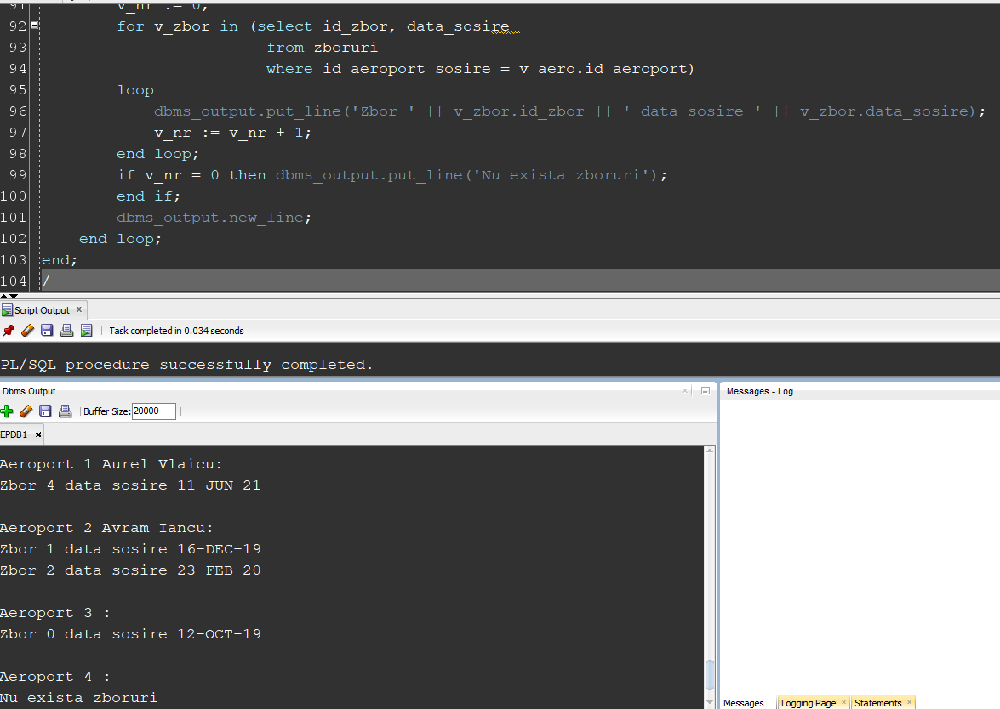 91 v_nr := 0;
92 for v_zbor in (select id_zbor, data_sosire
93 from zboruri
94 where id_aeroport_sosire = v_aero.id_aeroport)
95 loop
96 dbms_output.put_line('Zbor ' || v_zbor.id_zbor || ' data sosire ' || v_zbor.data_sosire);
97 v_nr := v_nr + 1;
98 end loop;
99 if v_nr = 0 then dbms_output.put_line('Nu exista zboruri');
100 end if;
101 dbms_output.new_line;
102 end loop;
103 end;
104 /
Script Output ×
Task completed in 0.034 seconds
PL/SQL procedure successfully completed.
Dbms Output
Buffer Size: 20000
EPDB1 ×
Aeroport 1 Aurel Vlaicu:
Zbor 4 data sosire 11-JUN-21
Aeroport 2 Avram Iancu:
Zbor 1 data sosire 16-DEC-19
Zbor 2 data sosire 23-FEB-20
Aeroport 3 :
Zbor 0 data sosire 12-OCT-19
Aeroport 4 :
Nu exista zboruri
Messages - Log
Messages Logging Page × Statements ×